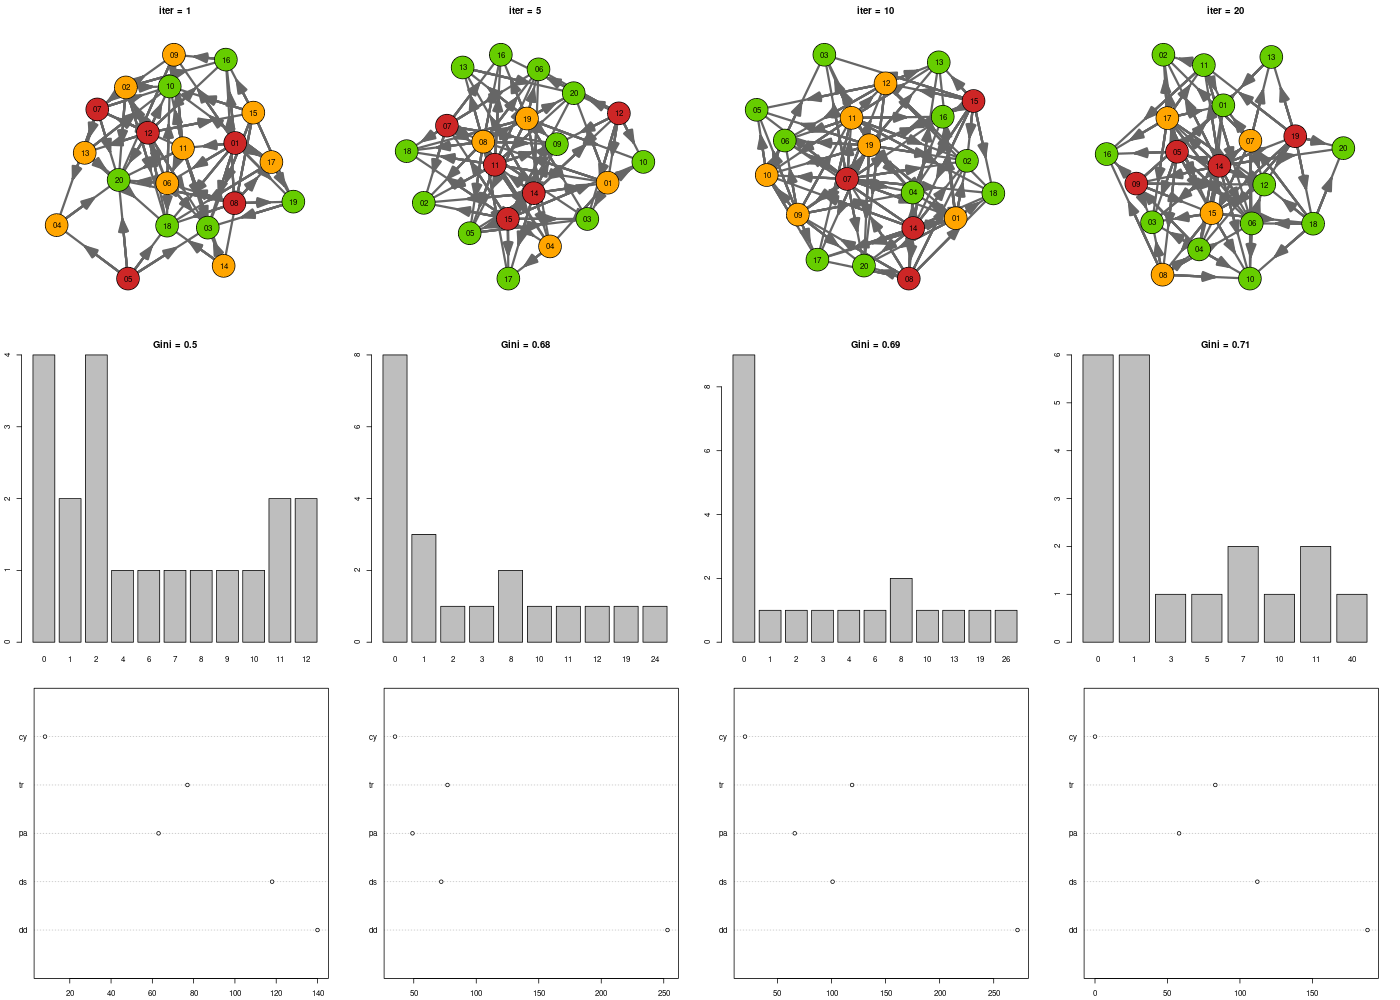 iter = 1
iter = 5
iter = 10
iter = 20
09
16
02
10
07
15
12
01
11
13
17
20
06
08
19
04
18
03
14
05
16
13
06
20
12
07
19
08
09
18
11
10
01
14
02
15
03
05
04
17
03
13
12
15
05
11
16
06
19
02
10
07
04
18
09
01
14
17
20
08
02
13
11
01
17
19
07
20
16
05
14
09
12
15
03
06
18
04
08
10
Gini = 0.5
0 1 2 3 4
0 1 2 4 6 7 8 9 10 11 12
Gini = 0.68
0 2 4 6 8
0 1 2 3 8 10 11 12 19 24
Gini = 0.69
0 2 4 6 8
0 1 2 3 4 6 8 10 13 19 26
Gini = 0.71
0 1 2 3 4 5 6
0 1 3 5 7 10 11 40
cy
tr
pa
ds
dd
20 40 60 80 100 120 140
cy
tr
pa
ds
dd
50 100 150 200 250
cy
tr
pa
ds
dd
50 100 150 200 250
cy
tr
pa
ds
dd
0 50 100 150